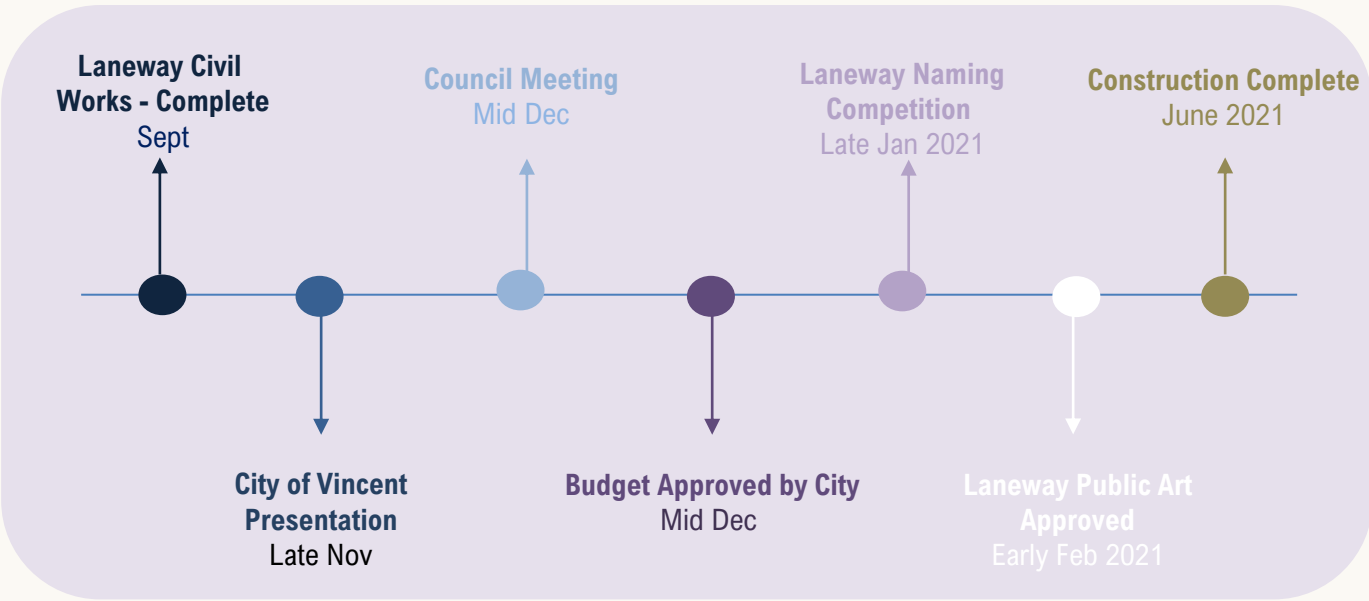 Laneway Civil
Works - Complete
Sept
City of Vincent
Presentation
Late Nov
Council Meeting
Mid Dec
Budget Approved by City
Mid Dec
Laneway Naming
Competition
Late Jan 2021
Laneway Public Art
Approved
Early Feb 2021
Construction Complete
June 2021